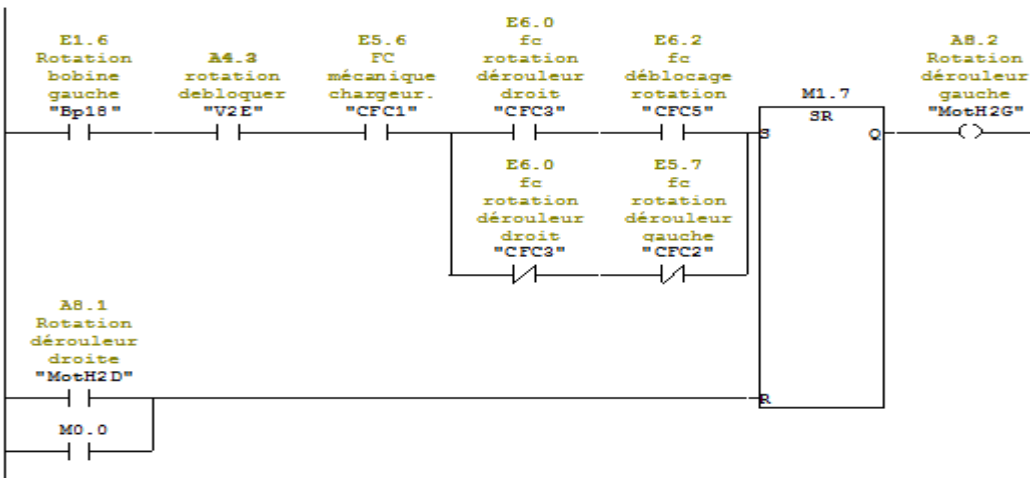 E1.6
Rotation
bobine
gauche
"Bp18"
A4.3
rotation
debloquer
"V2E"
E5.6
FC
mécanique
chargeur.
"CFC1"
E6.0
fc
rotation
dérouleur
droit
"CFC3"
E6.2
fc
déblocage
rotation
"CFC5"
M1.7
SR
S
Q
R
A8.2
Rotation
dérouleur
gauche
"MotH2G"
E6.0
fc
rotation
dérouleur
droit
"CFC3"
E5.7
fc
rotation
dérouleur
gauche
"CFC2"
A8.1
Rotation
dérouleur
droite
"MotH2D"
M0.0